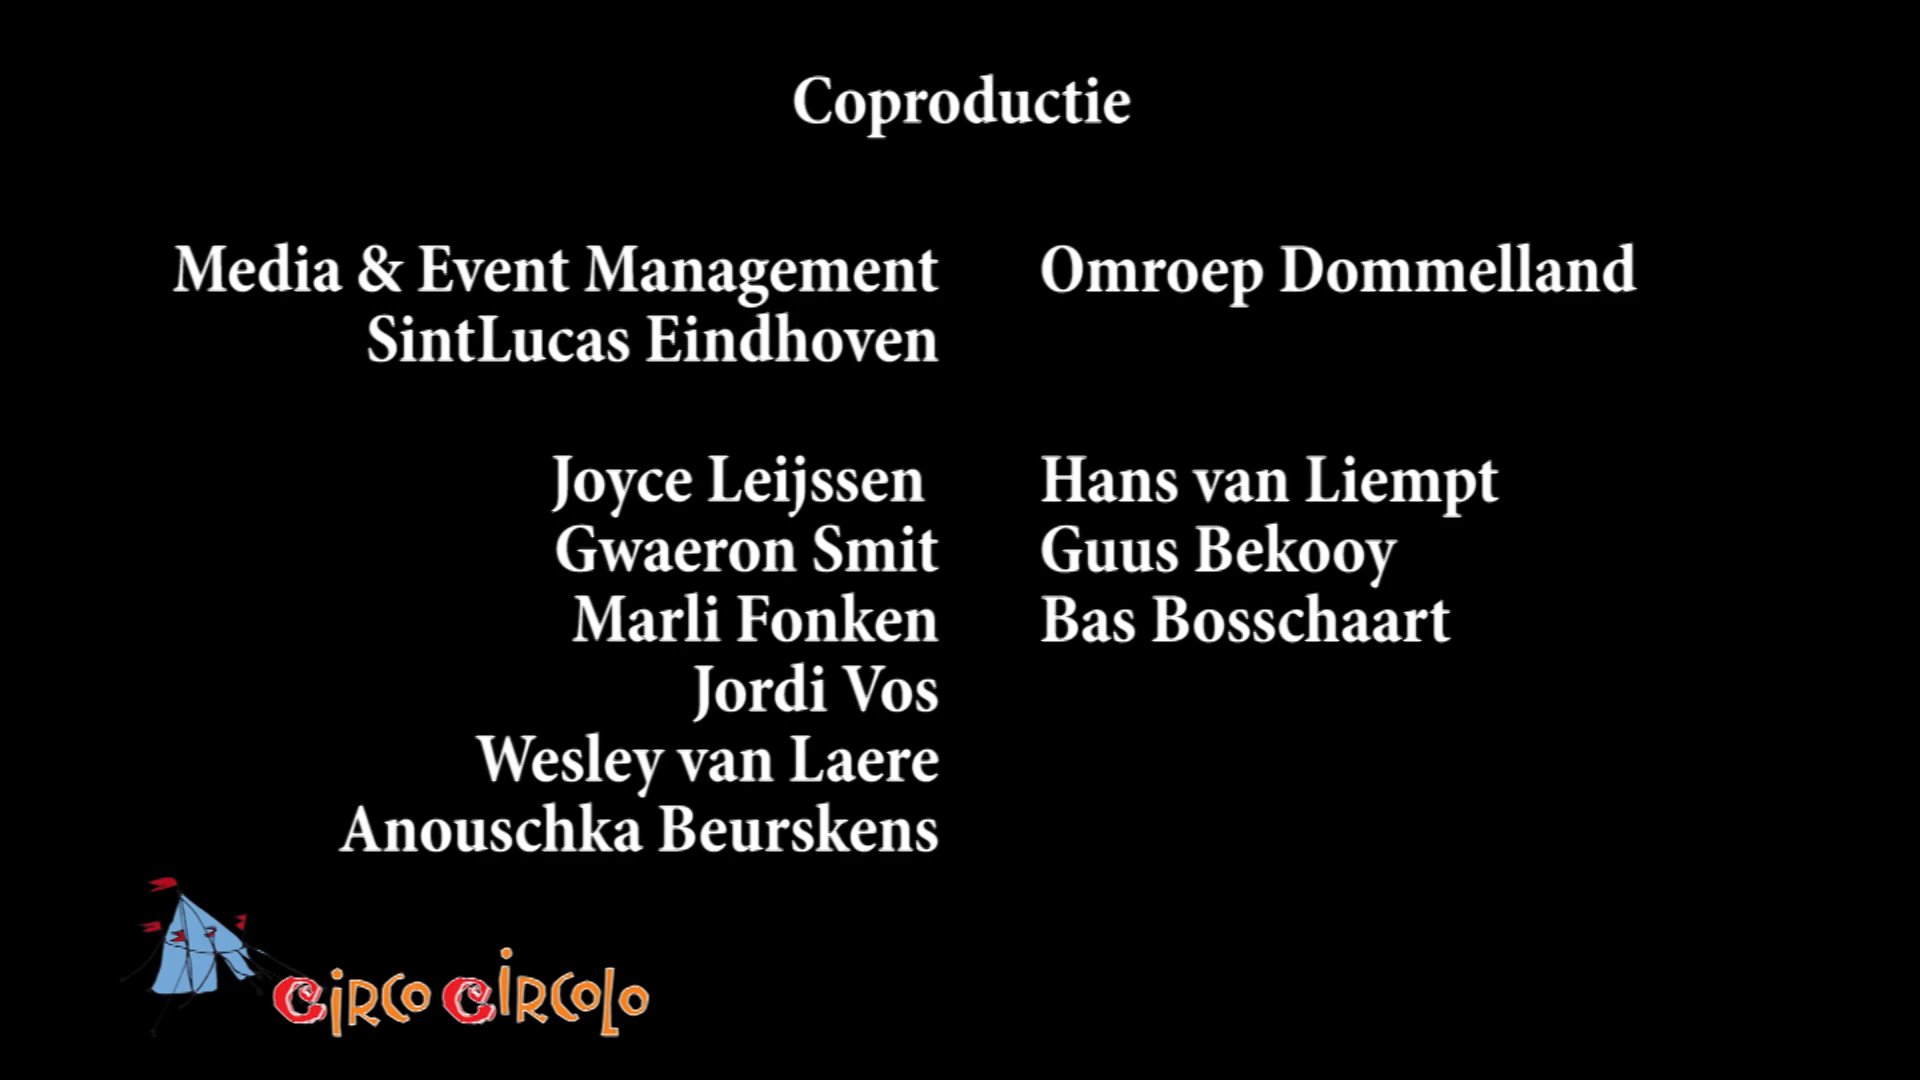 Coproductie
Media & Event Management
SintLucas Eindhoven
Omroep Dommelland
Joyce Leijssen
Gwaeron Smit
Marli Fonken
Jordi Vos
Wesley van Laere
Anouschka Beurskens
Hans van Liempt
Guus Bekooy
Bas Bosschaart
CiRCO CiRCOLO